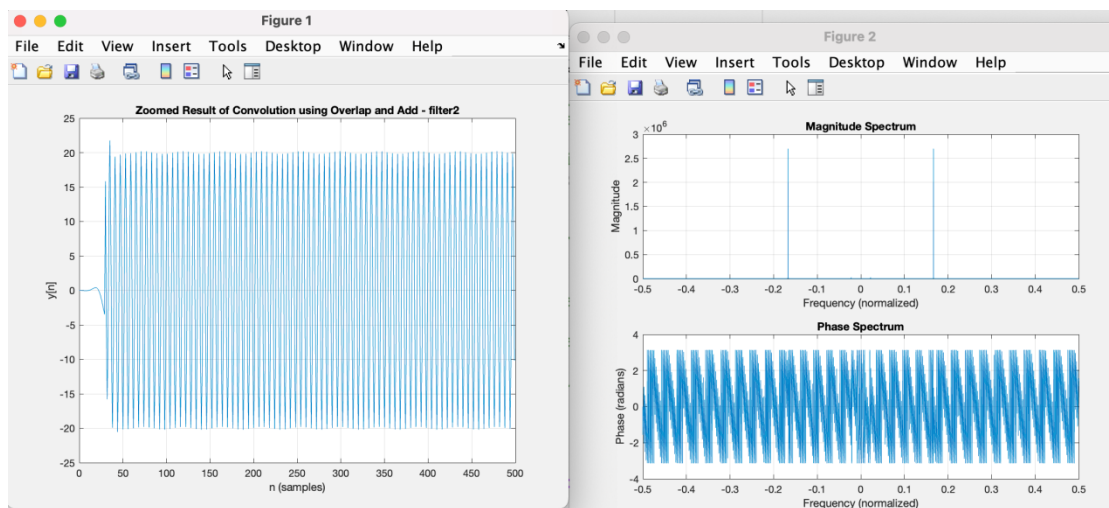 Figure 1
File Edit View Insert Tools Desktop Window Help
Zoomed Result of Convolution using Overlap and Add - filter2
25
20
15
10
5
0
-5
-10
-15
-20
-25
y[n]
0 50 100 150 200 250 300 350 400 450 500
n (samples)
Figure 2
File Edit View Insert Tools Desktop Window Help
×10^6
Magnitude Spectrum
3
2.5
2
1.5
1
0.5
0
Magnitude
-0.5 -0.4 -0.3 -0.2 -0.1 0 0.1 0.2 0.3 0.4 0.5
Frequency (normalized)
Phase Spectrum
4
2
0
-2
-4
Phase (radians)
-0.5 -0.4 -0.3 -0.2 -0.1 0 0.1 0.2 0.3 0.4 0.5
Frequency (normalized)